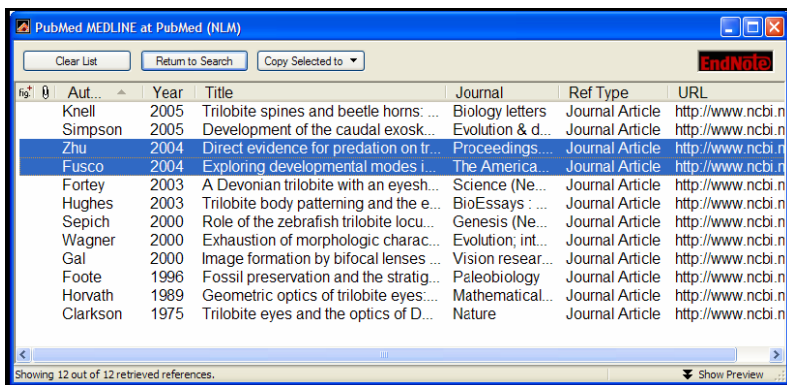 PubMed MEDLINE at PubMed (NLM)
Clear List Return to Search Copy Selected to EndNote
fig. Aut... Year Title Journal Ref Type URL
Knell 2005 Trilobite spines and beetle horns: ... Biology letters Journal Article http://www.ncbi.n
Simpson 2005 Development of the caudal exosk... Evolution & d... Journal Article http://www.ncbi.n
Zhu 2004 Direct evidence for predation on tr... Proceedings.... Journal Article http://www.ncbi.n
Fusco 2004 Exploring developmental modes i... The America... Journal Article http://www.ncbi.n
Fortey 2003 A Devonian trilobite with an eyesh... Science (Ne... Journal Article http://www.ncbi.n
Hughes 2003 Trilobite body patterning and the e... BioEssays : ... Journal Article http://www.ncbi.n
Sepich 2000 Role of the zebrafish trilobite locu... Genesis (Ne... Journal Article http://www.ncbi.n
Wagner 2000 Exhaustion of morphologic charac... Evolution; int... Journal Article http://www.ncbi.n
Gal 2000 Image formation by bifocal lenses ... Vision resear... Journal Article http://www.ncbi.n
Foote 1996 Fossil preservation and the stratig... Paleobiology Journal Article http://www.ncbi.n
Horvath 1989 Geometric optics of trilobite eyes:... Mathematical... Journal Article http://www.ncbi.n
Clarkson 1975 Trilobite eyes and the optics of D... Nature Journal Article http://www.ncbi.n
Showing 12 out of 12 retrieved references. Show Preview